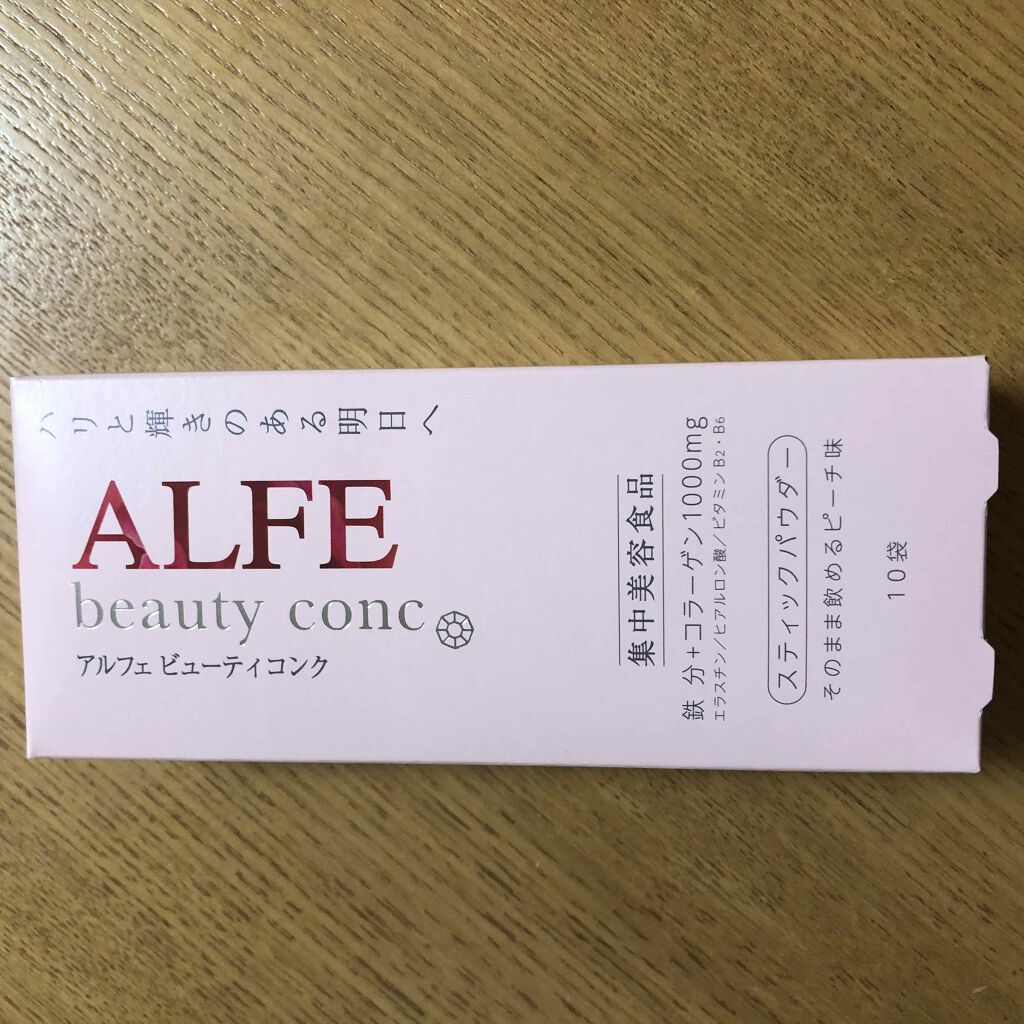 ハリと輝きのある明日へ
ALFE
beauty conc
アルフェ ビューティコンク
集中美容食品
鉄 分+コラーゲン1000mg
エラスチン/ヒアルロン酸/ビタミンB2・B6
スティックパウダー
そのまま飲めるピーチ味
10袋